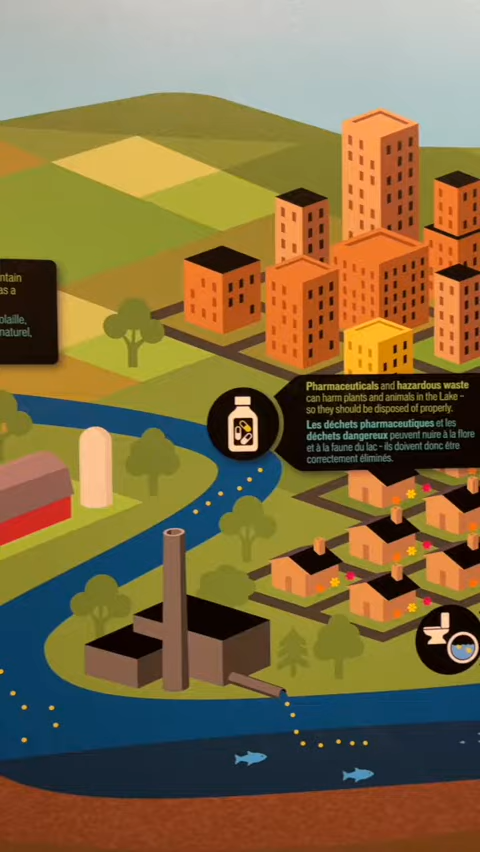 ntain
as a
olaille,
naturel,
Pharmaceuticals and hazardous waste
can harm plants and animals in the Lake –
so they should be disposed of properly.
Les déchets pharmaceutiques et les
déchets dangereux peuvent nuire à la flore
et à la faune du lac - ils doivent donc être
correctement éliminés.